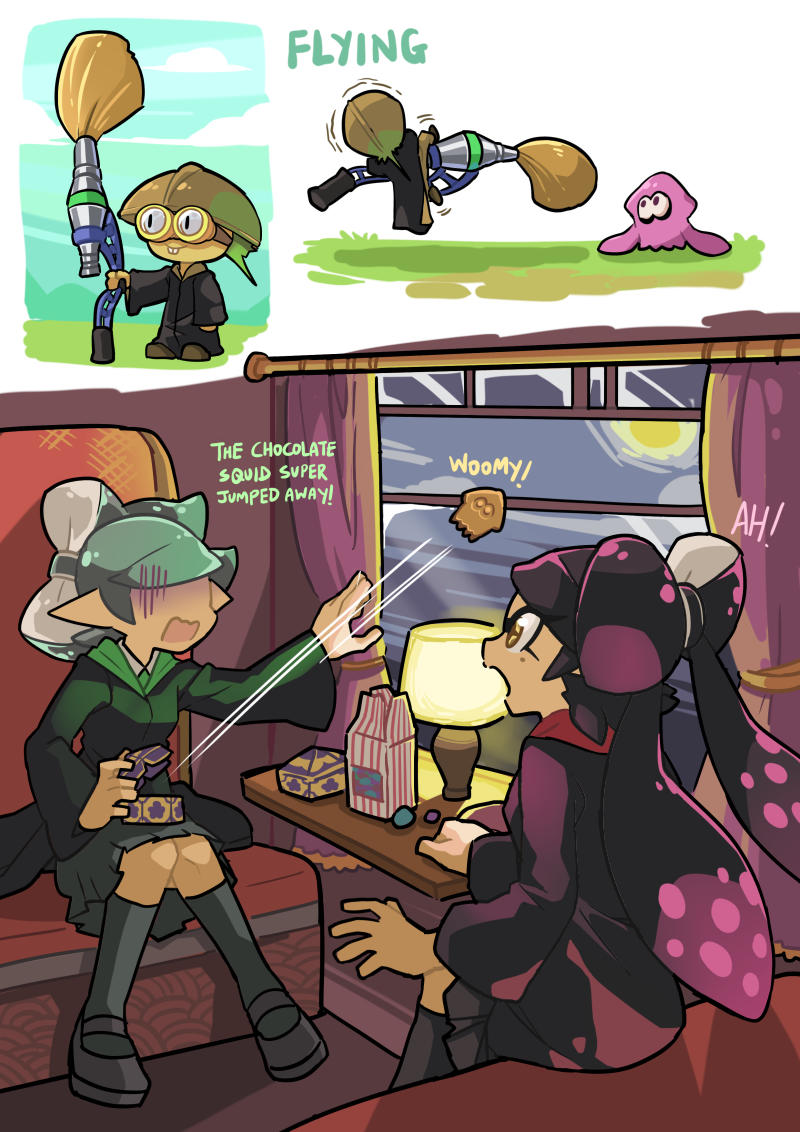 FLYING
THE CHOCOLATE
SQUID SUPER
JUMPED AWAY!
WOOMY!
AH!